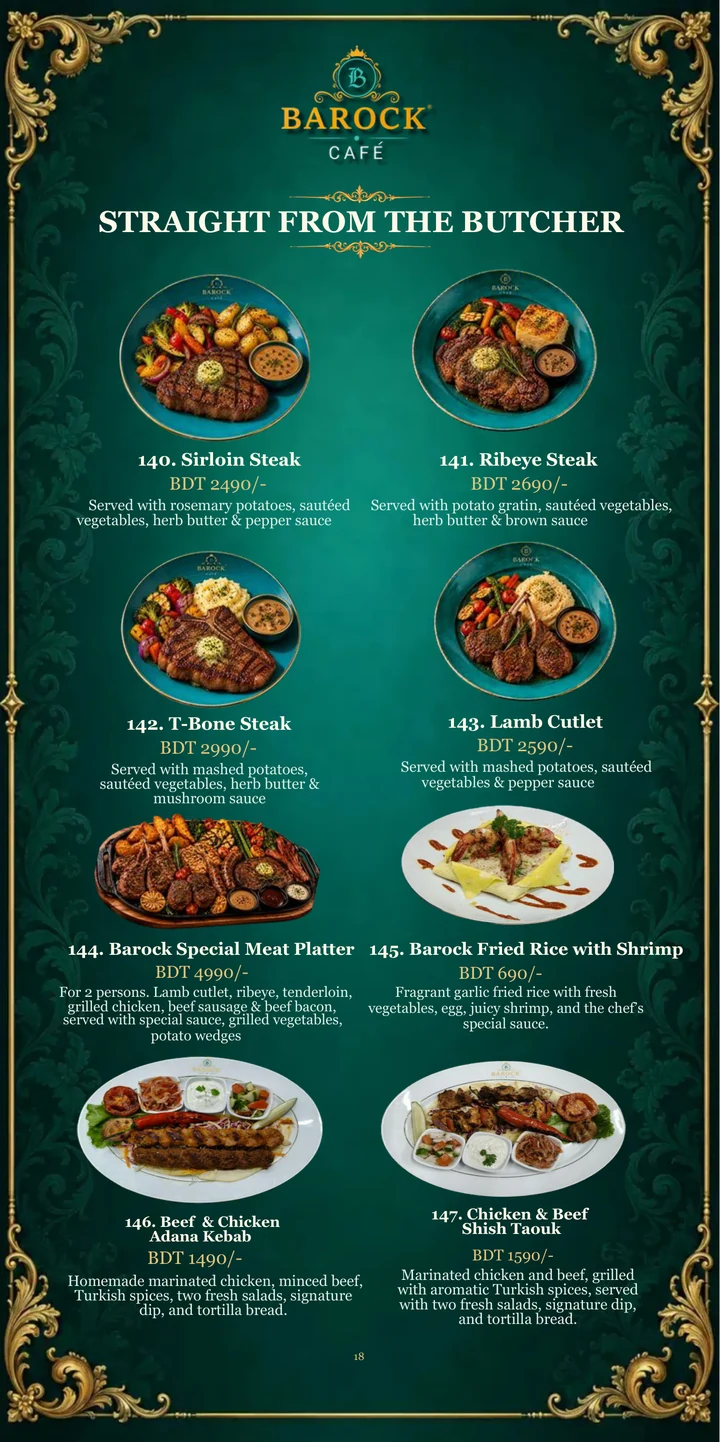 B
BAROCK
CAFÉ
STRAIGHT FROM THE BUTCHER
BAROCK
BAROCK
140. Sirloin Steak
BDT 2490/-
Served with rosemary potatoes, sautéed
vegetables, herb butter & pepper sauce
141. Ribeye Steak
BDT 2690/-
Served with potato gratin, sautéed vegetables,
herb butter & brown sauce
BAROCK
BAROCK
142. T-Bone Steak
BDT 2990/-
Served with mashed potatoes,
sautéed vegetables, herb butter &
mushroom sauce
143. Lamb Cutlet
BDT 2590/-
Served with mashed potatoes, sautéed
vegetables & pepper sauce
144. Barock Special Meat Platter
BDT 4990/-
For 2 persons. Lamb cutlet, ribeye, tenderloin,
grilled chicken, beef sausage & beef bacon,
served with special sauce, grilled vegetables,
potato wedges
145. Barock Fried Rice with Shrimp
BDT 690/-
Fragrant garlic fried rice with fresh
vegetables, egg, juicy shrimp, and the chef's
special sauce.
BAROCK
BAROCK
146. Beef & Chicken
Adana Kebab
BDT 1490/-
Homemade marinated chicken, minced beef,
Turkish spices, two fresh salads, signature
dip, and tortilla bread.
147. Chicken & Beef
Shish Taouk
BDT 1590/-
Marinated chicken and beef, grilled
with aromatic Turkish spices, served
with two fresh salads, signature dip,
and tortilla bread.
18